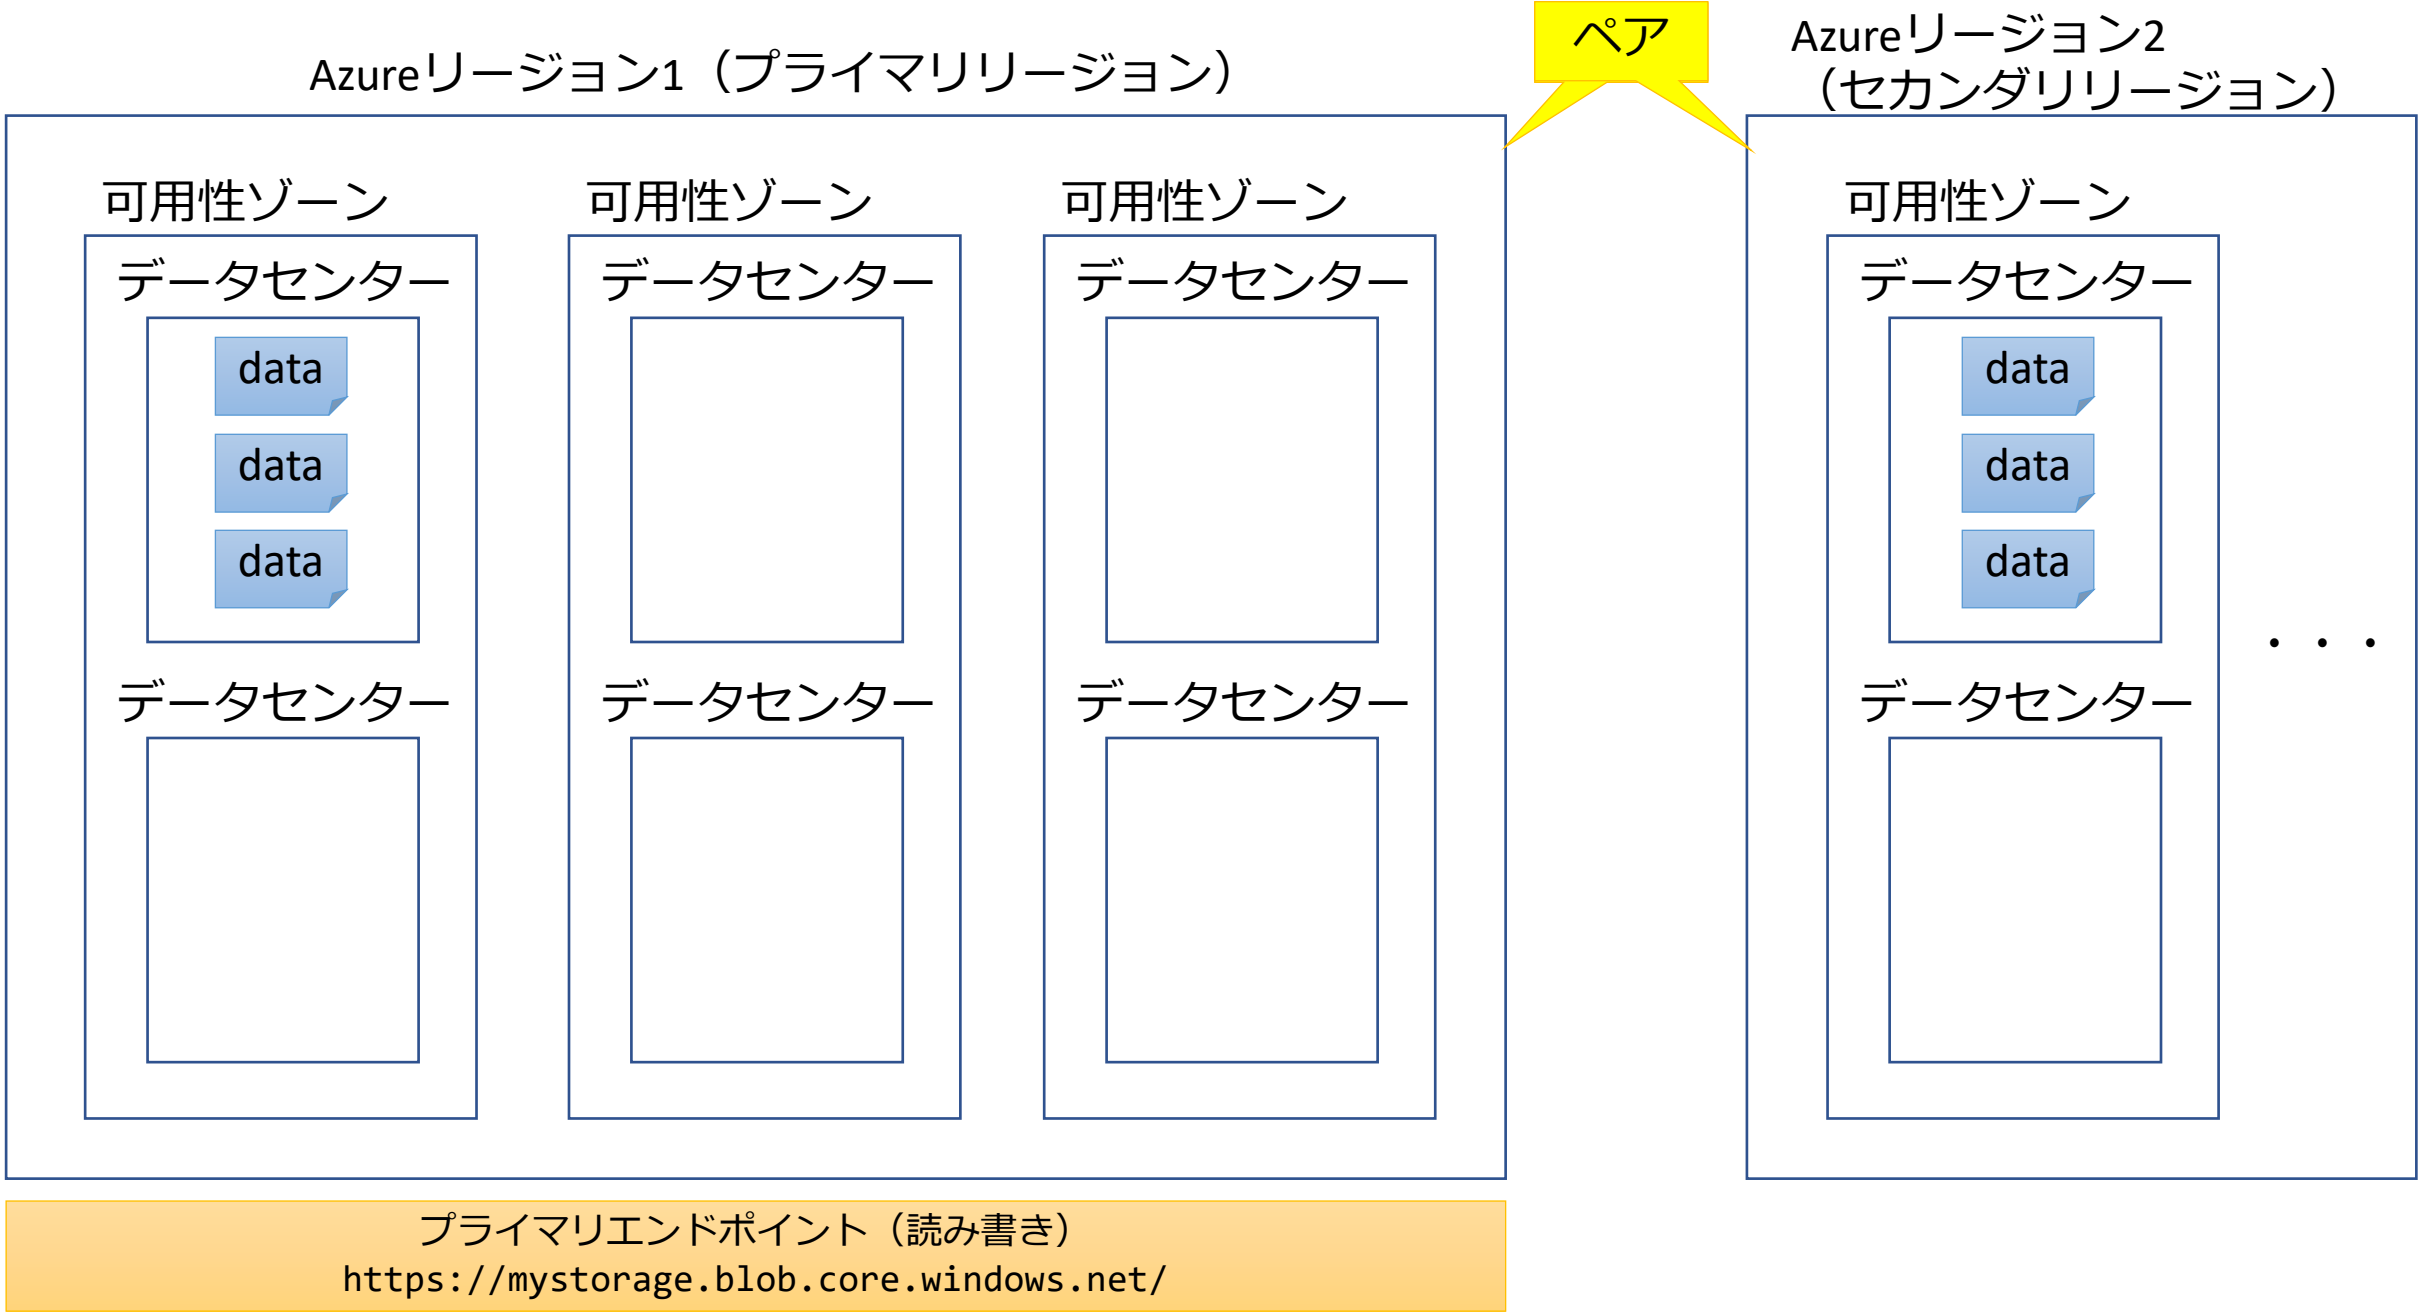 ペア
Azureリージョン1（プライマリリージョン）
Azureリージョン2
（セカンダリリージョン）
可用性ゾーン
可用性ゾーン
可用性ゾーン
可用性ゾーン
データセンター
データセンター
データセンター
データセンター
data
data
data
data
data
data
・・・
データセンター
データセンター
データセンター
データセンター
プライマリエンドポイント（読み書き）
https://mystorage.blob.core.windows.net/